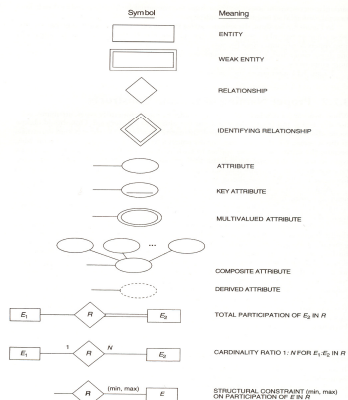 Symbol Meaning
ENTITY
WEAK ENTITY
RELATIONSHIP
IDENTIFYING RELATIONSHIP
ATTRIBUTE
KEY ATTRIBUTE
MULTIVALUED ATTRIBUTE
...
COMPOSITE ATTRIBUTE
DERIVED ATTRIBUTE
E₁ R E₂ TOTAL PARTICIPATION OF E₂ IN R
E₁ 1 R N E₂ CARDINALITY RATIO 1:N FOR E₁:E₂ IN R
R (min, max) E STRUCTURAL CONSTRAINT (min, max)
ON PARTICIPATION OF E IN R